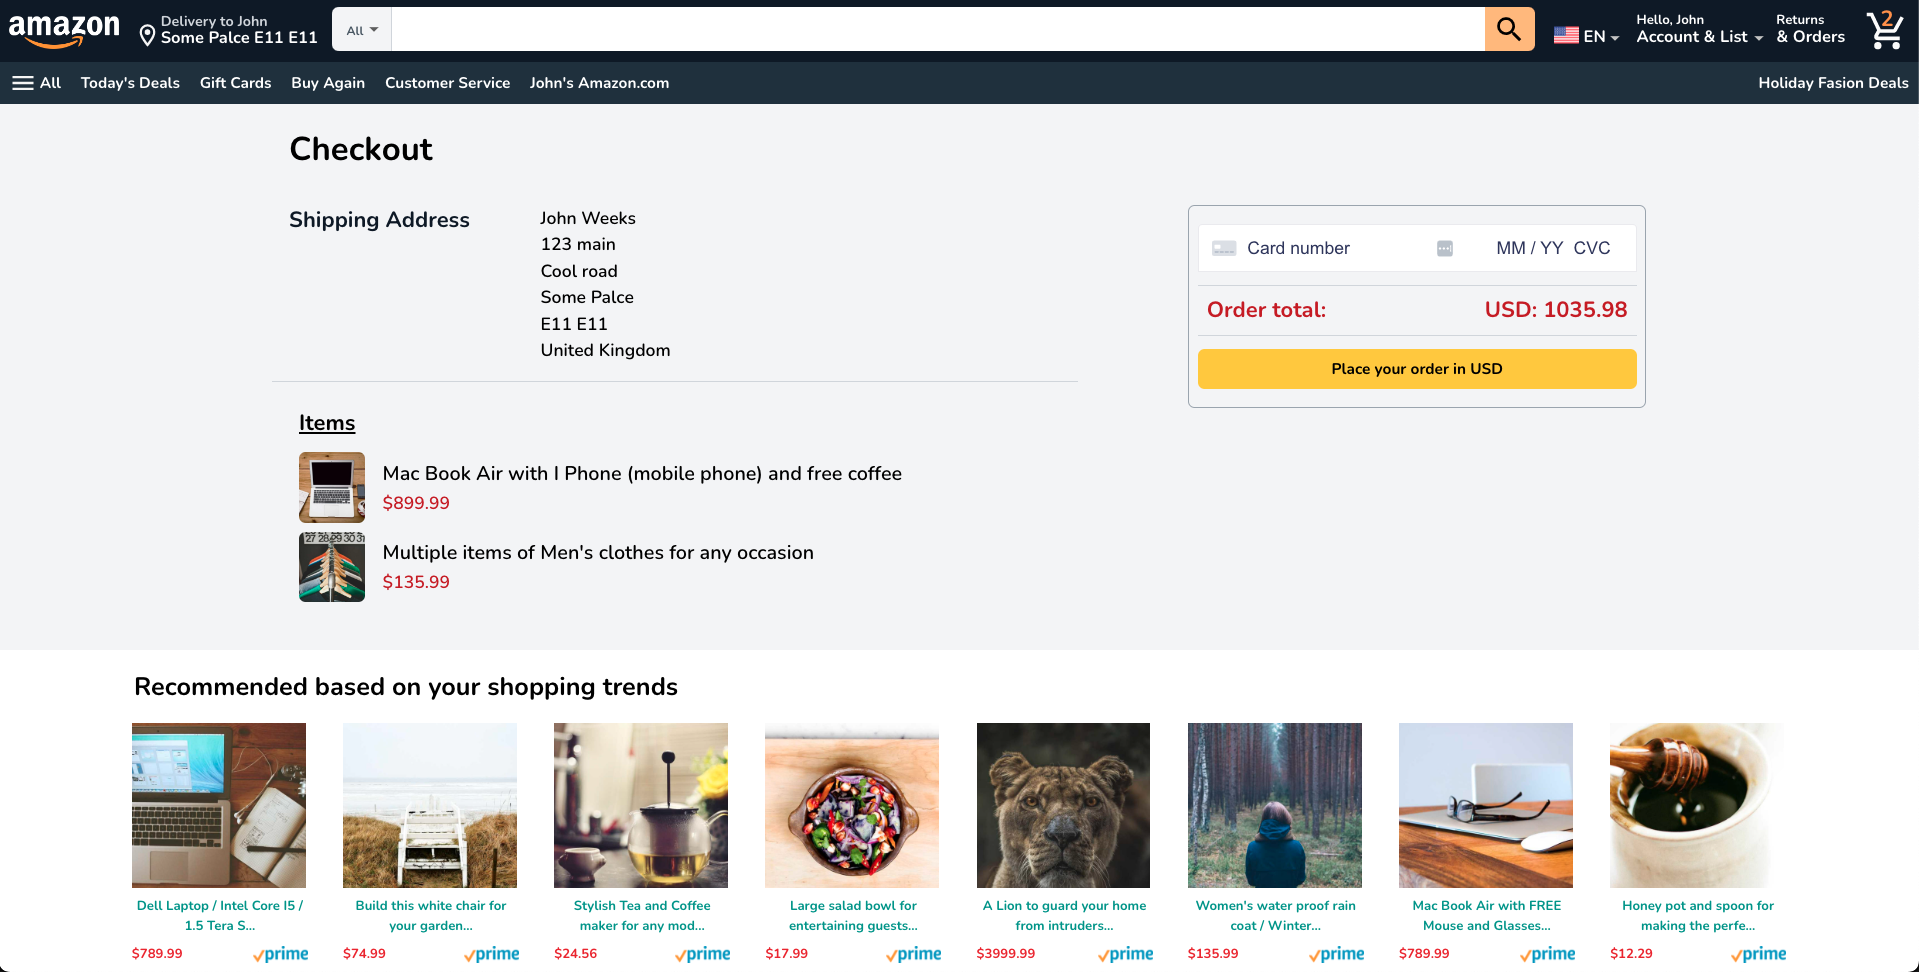 amazon
Delivery to John
Some Palce E11 E11
All
EN
Hello, John
Account & List
Returns
& Orders
2
All
Today's Deals
Gift Cards
Buy Again
Customer Service
John's Amazon.com
Holiday Fasion Deals
Checkout
Shipping Address
John Weeks
123 main
Cool road
Some Palce
E11 E11
United Kingdom
Card number
MM / YY CVC
Order total:
USD: 1035.98
Place your order in USD
Items
Mac Book Air with I Phone (mobile phone) and free coffee
$899.99
27 28 29 30 31
Multiple items of Men's clothes for any occasion
$135.99
Recommended based on your shopping trends
Dell Laptop / Intel Core I5 /
1.5 Tera S...
$789.99
prime
Build this white chair for
your garden...
$74.99
prime
Stylish Tea and Coffee
maker for any mod...
$24.56
prime
Large salad bowl for
entertaining guests...
$17.99
prime
A Lion to guard your home
from intruders...
$3999.99
prime
Women's water proof rain
coat / Winter...
$135.99
prime
Mac Book Air with FREE
Mouse and Glasses...
$789.99
prime
Honey pot and spoon for
making the perfe...
$12.29
prime